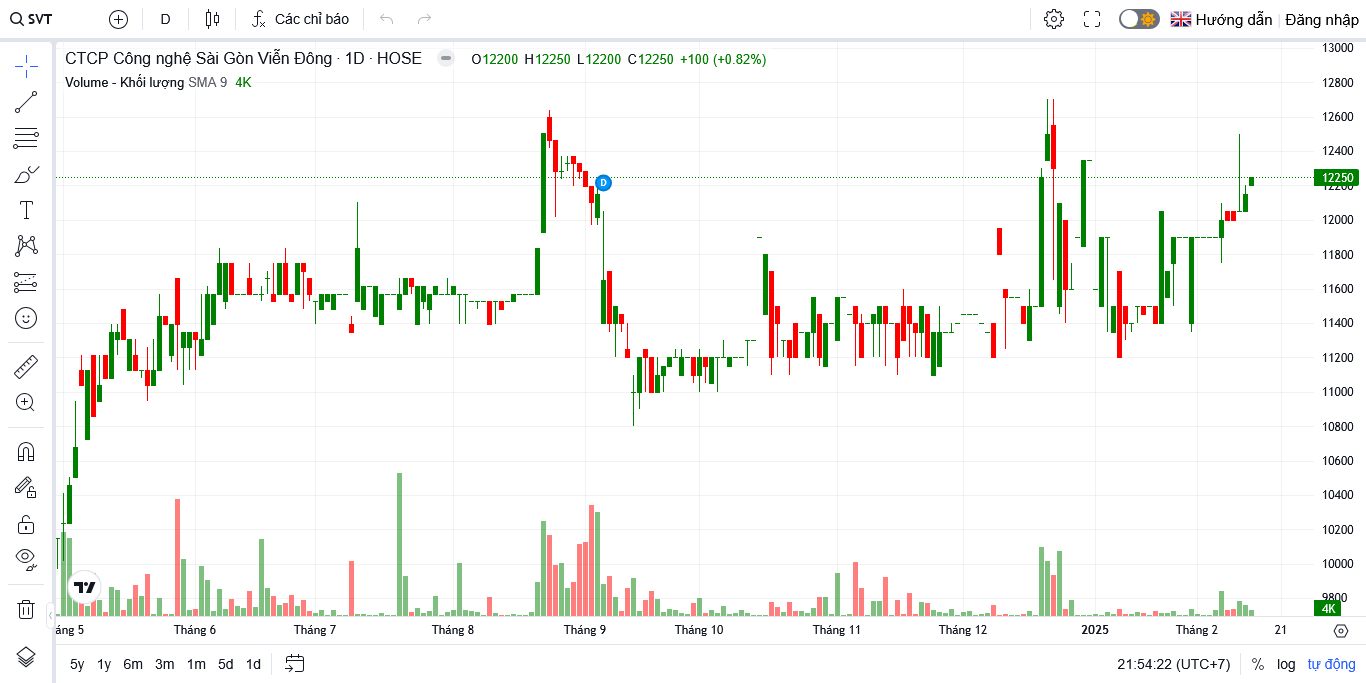 SVT D Các chỉ báo Hướng dẫn Đăng nhập
CTCP Công nghệ Sài Gòn Viễn Đông · 1D · HOSE O12200 H12250 L12200 C12250 +100 (+0.82%)
Volume - Khối lượng SMA 9 4K
D
13000
12800
12600
12400
12250
12200
12000
11800
11600
11400
11200
11000
10800
10600
10400
10200
10000
9800
4K
áng 5 Tháng 6 Tháng 7 Tháng 8 Tháng 9 Tháng 10 Tháng 11 Tháng 12 2025 Tháng 2 21
5y 1y 6m 3m 1m 5d 1d 21:54:22 (UTC+7) % log tự động